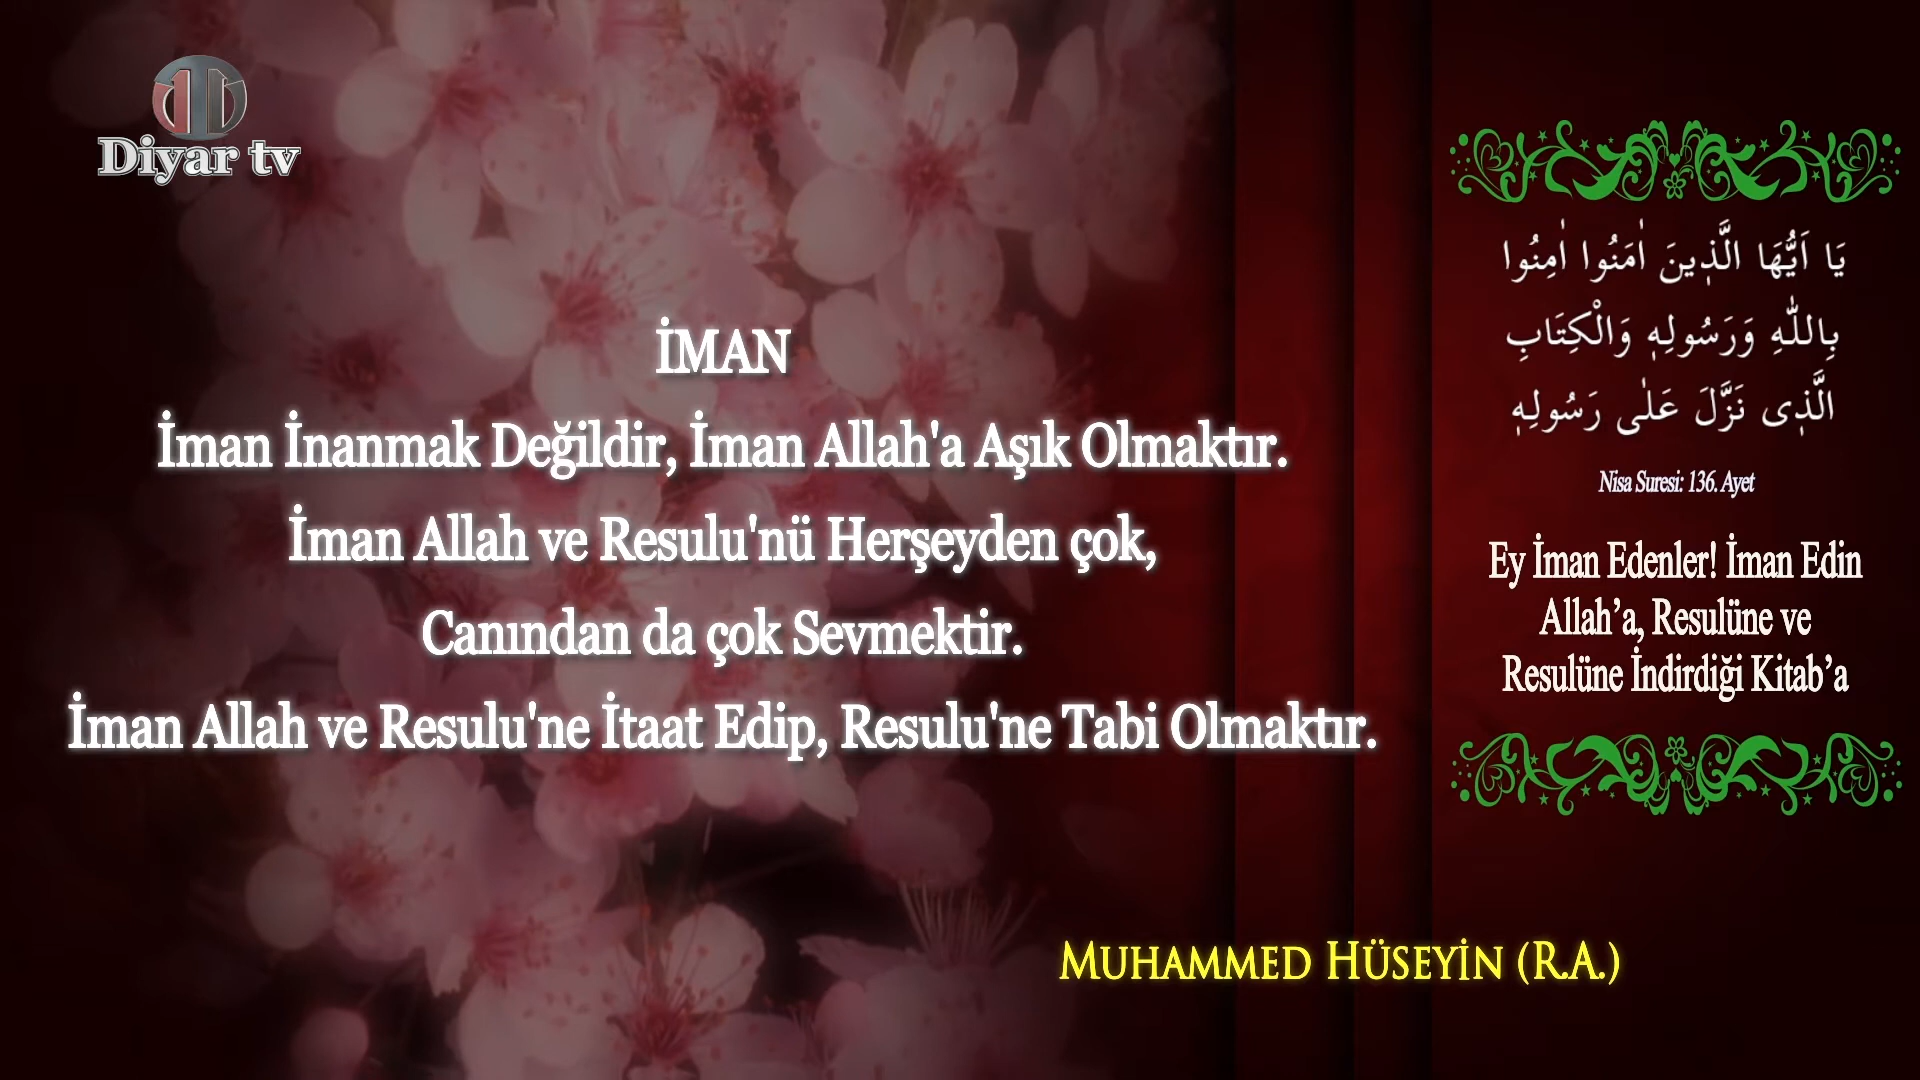 Diyar tv
İMAN
İman İnanmak Değildir, İman Allah'a Aşık Olmaktır.
İman Allah ve Resulu'nü Herşeyden çok,
Canından da çok Sevmektir.
İman Allah ve Resulu'ne İtaat Edip, Resulu'ne Tabi Olmaktır.
MUHAMMED HÜSEYİN (R.A.)
يَا اَيُّهَا الَّذ۪ينَ اٰمَنُوا اٰمِنُوا
بِاللّٰهِ وَرَسُولِه۪ وَالْكِتَابِ
الَّذ۪ى نَزَّلَ عَلٰى رَسُولِه۪
Nisa Suresi: 136. Ayet
Ey İman Edenler! İman Edin
Allah’a, Resulüne ve
Resulüne İndirdiği Kitab’a